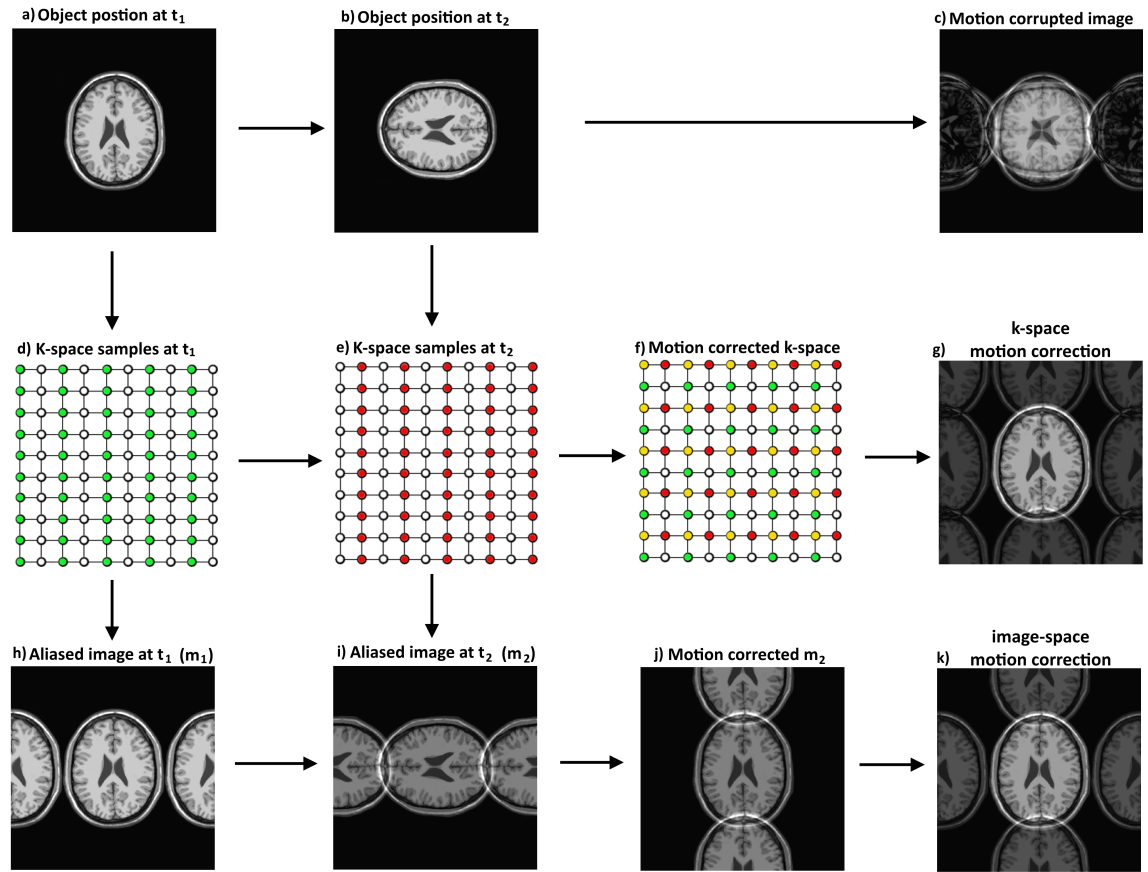 a) Object postion at t1
b) Object position at t2
c) Motion corrupted image
d) K-space samples at t1
e) K-space samples at t2
f) Motion corrected k-space
g) k-space
motion correction
h) Aliased image at t1 (m1)
i) Aliased image at t2 (m2)
j) Motion corrected m2
k) image-space
motion correction